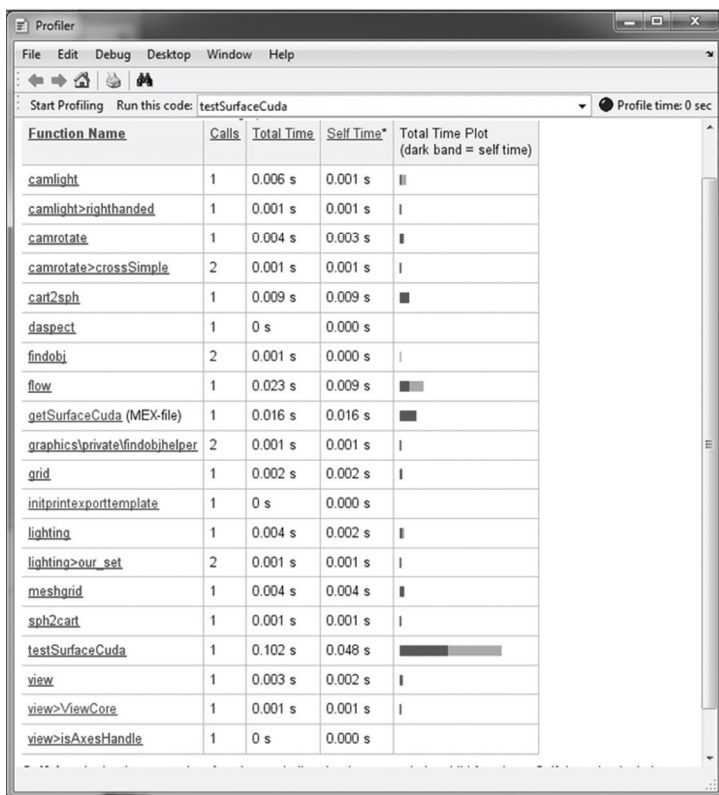 Profiler
File Edit Debug Desktop Window Help
Start Profiling Run this code: testSurfaceCuda Profile time: 0 sec
Function Name Calls Total Time Self Time* Total Time Plot
(dark band = self time)
camlight 1 0.006 s 0.001 s
camlight>righthanded 1 0.001 s 0.001 s
camrotate 1 0.004 s 0.003 s
camrotate>crossSimple 2 0.001 s 0.001 s
cart2sph 1 0.009 s 0.009 s
daspect 1 0 s 0.000 s
findobj 2 0.001 s 0.000 s
flow 1 0.023 s 0.009 s
getSurfaceCuda (MEX-file) 1 0.016 s 0.016 s
graphics\private\findobjhelper 2 0.001 s 0.001 s
grid 1 0.002 s 0.002 s
initprintexporttemplate 1 0 s 0.000 s
lighting 1 0.004 s 0.002 s
lighting>our_set 2 0.001 s 0.001 s
meshgrid 1 0.004 s 0.004 s
sph2cart 1 0.001 s 0.001 s
testSurfaceCuda 1 0.102 s 0.048 s
view 1 0.003 s 0.002 s
view>ViewCore 1 0.001 s 0.001 s
view>isAxesHandle 1 0 s 0.000 s